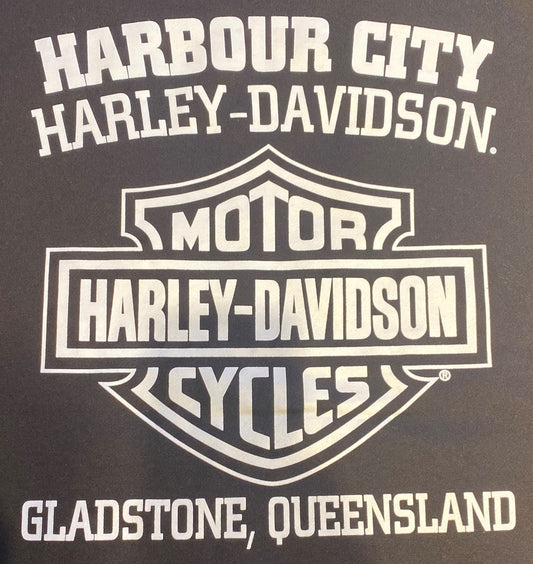 HARBOUR CITY
HARLEY-DAVIDSON.
MOTOR
HARLEY-DAVIDSON
CYCLES
®
GLADSTONE, QUEENSLAND